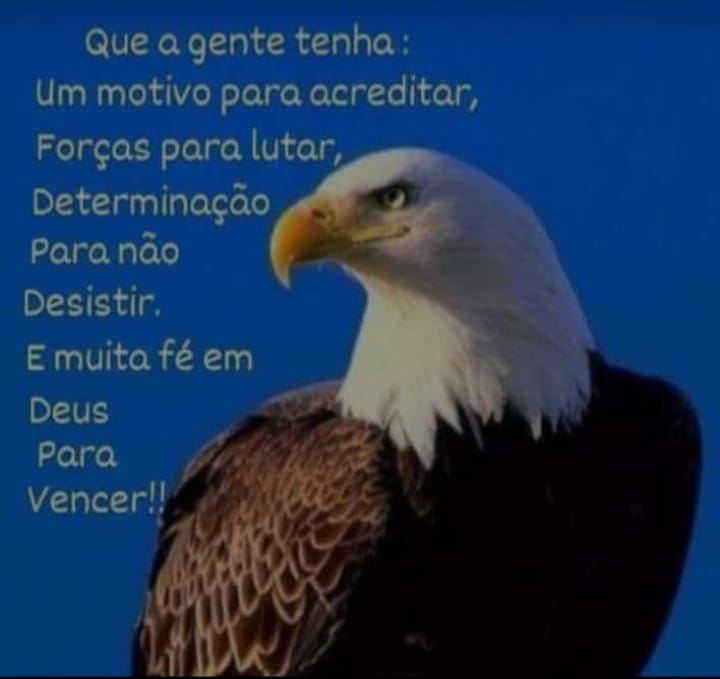 Que a gente tenha :
Um motivo para acreditar,
Forças para lutar,
Determinação
Para não
Desistir.
E muita fé em
Deus
Para
Vencer!!